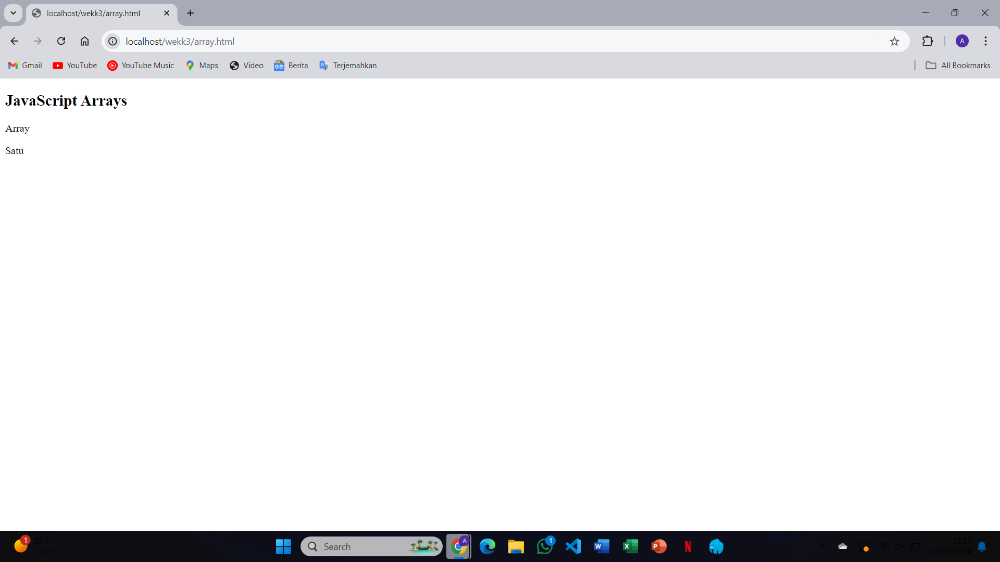 localhost/wekk3/array.html
localhost/wekk3/array.html
A
Gmail
YouTube
YouTube Music
Maps
Video
Berita
Terjemahkan
All Bookmarks
JavaScript Arrays
Array
Satu
1
26°C
Cerah
Search
A
1
W
X
P
N
11:19
17/09/2024